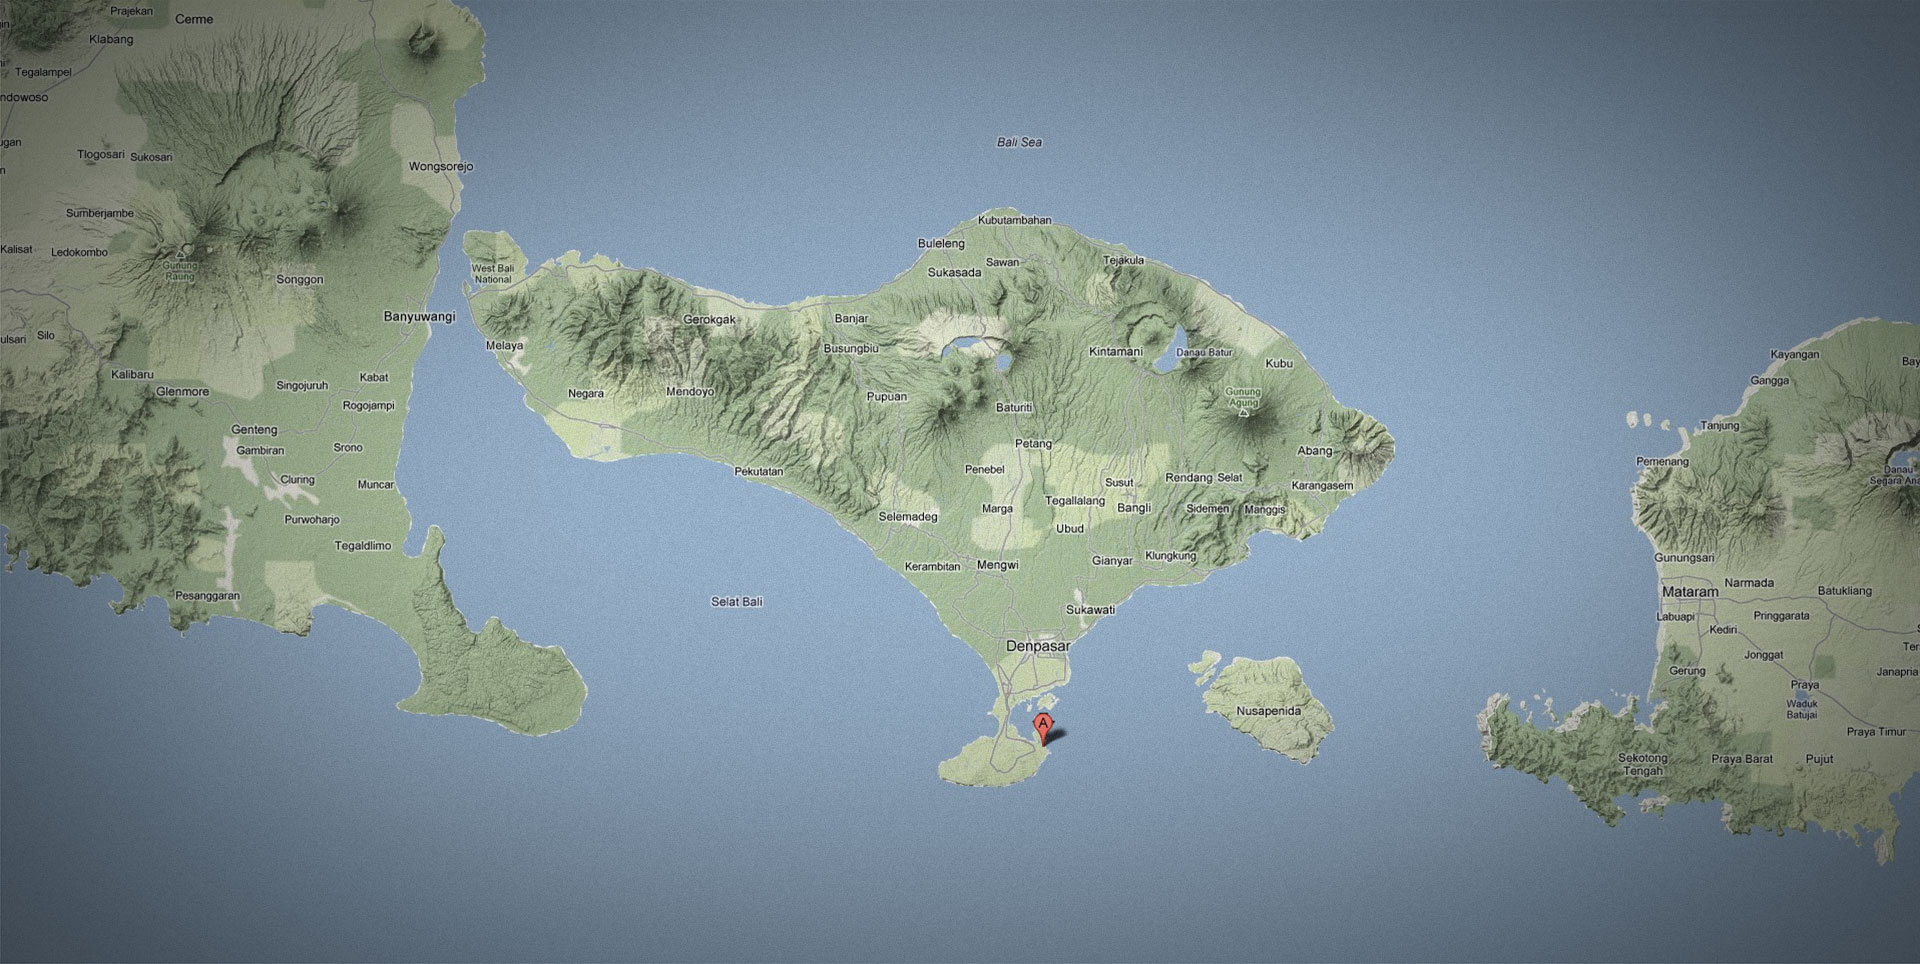 Prajekan
Cerme
Klabang
Tegalampel
ndowoso
ugan
Tlogosari
Sukosari
Wongsorejo
Sumberjambe
Kalisat
Ledokombo
Gunung
Raung
Songgon
Banyuwangi
ulsari
Silo
Kalibaru
Glenmore
Singojuruh
Kabat
Rogojampi
Genteng
Gambiran
Srono
Cluring
Muncar
Purwoharjo
Tegaldlimo
Pesanggaran
Bali Sea
Kubutambahan
Buleleng
Sawan
Sukasada
Tejakula
West Bali
National
Gerokgak
Banjar
Melaya
Busungbiu
Kintamani
Danau Batur
Kubu
Negara
Mendoyo
Pupuan
Baturiti
Gunung
Agung
Petang
Abang
Pekutatan
Penebel
Susut
Rendang
Selat
Karangasem
Tegallalang
Bangli
Sidemen
Manggis
Selemadeg
Marga
Ubud
Kerambitan
Mengwi
Gianyar
Klungkung
Selat Bali
Sukawati
Denpasar
A
Nusapenida
Kayangan
Bay
Gangga
Tanjung
Pemenang
Danau
Segara Ana
Gunungsari
Narmada
Mataram
Batukliang
Labuapi
Pringgarata
Kediri
Jonggat
Ter
Gerung
Janapria
Praya
Waduk
Batujai
Praya Timur
Sekotong
Tengah
Praya Barat
Pujut